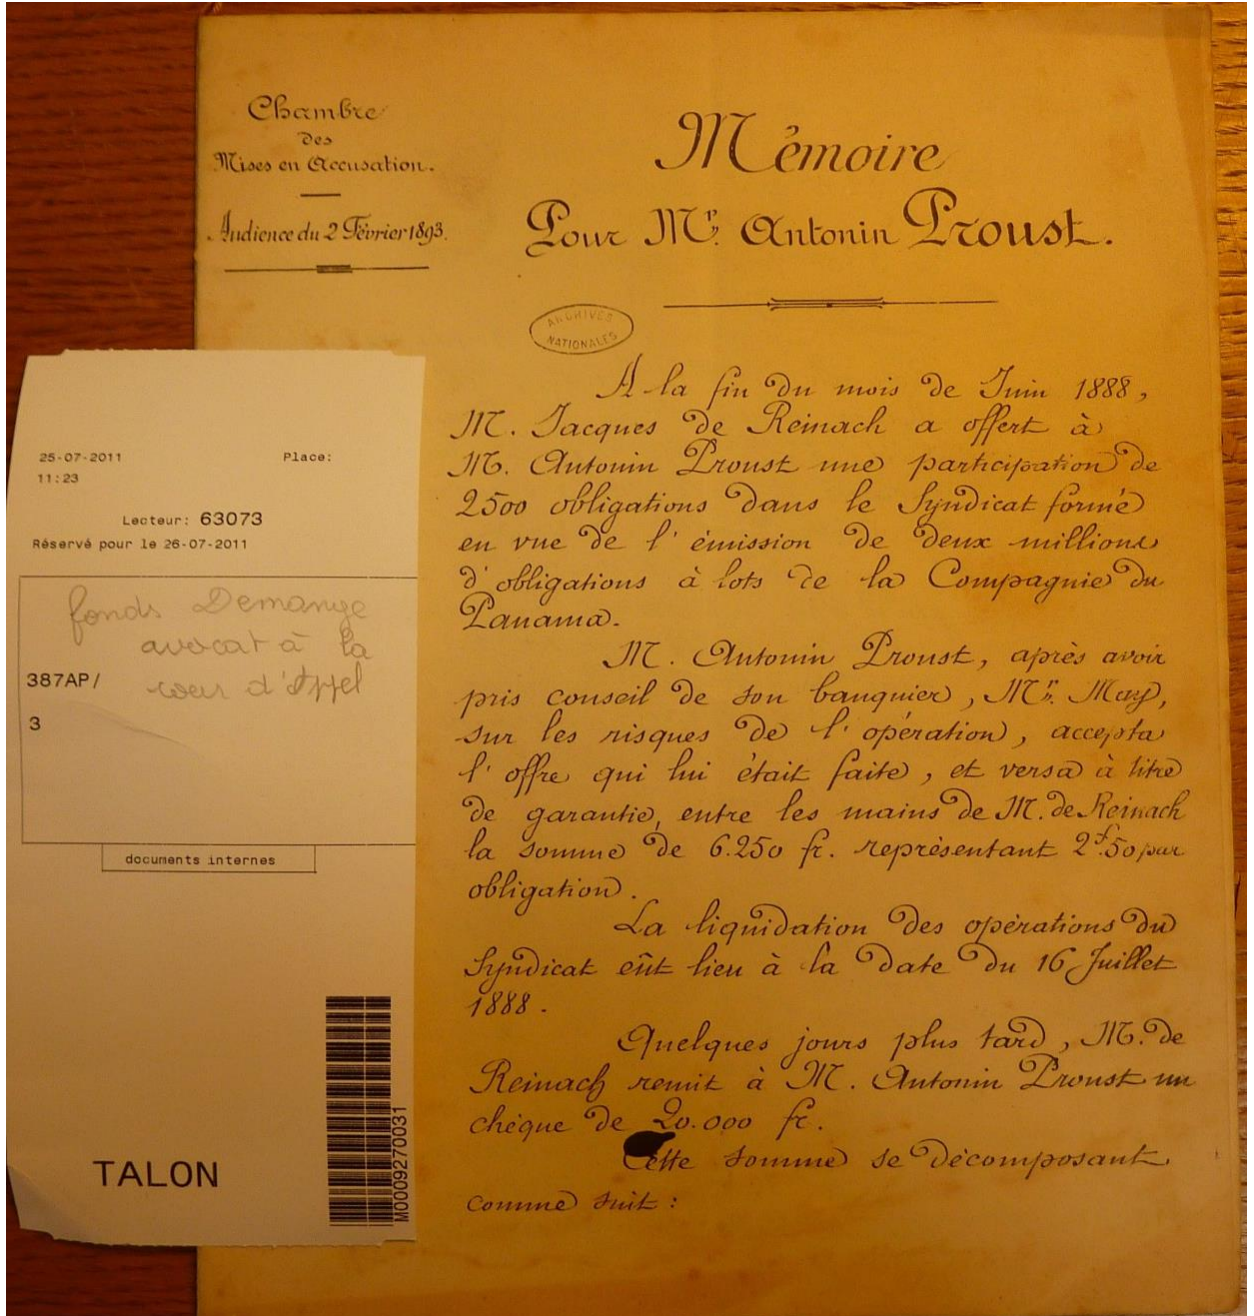 Chambre
des
Mises en Accusation.
Audience du 2 Février 1893.
Mémoire
Pour Mr. Antonin Proust.
ARCHIVES
NATIONALES
A la fin du mois de Juin 1888,
M. Jacques de Reinach a offert à
M. Antonin Proust une participation de
2500 obligations dans le Syndicat formé
en vue de l'émission de deux millions
d'obligations à lots de la Compagnie du
Panama.
M. Antonin Proust, après avoir
pris conseil de son banquier, Mr. May,
sur les risques de l'opération, accepta
l'offre qui lui était faite, et versa à titre
de garantie, entre les mains de M. de Reinach
la somme de 6.250 fr. représentant 2f.50 par
obligation.
La liquidation des opérations du
Syndicat eût lieu à la date du 16 Juillet
1888.
Quelques jours plus tard, M. de
Reinach remit à M. Antonin Proust un
chèque de 20.000 fr.
Cette somme se décomposant
comme suit :
25-07-2011 Place:
11:23
Lecteur: 63073
Réservé pour le 26-07-2011
fonds Demange
avocat à la
387AP/ cour d'Appel
3
documents internes
TALON
M0009270031